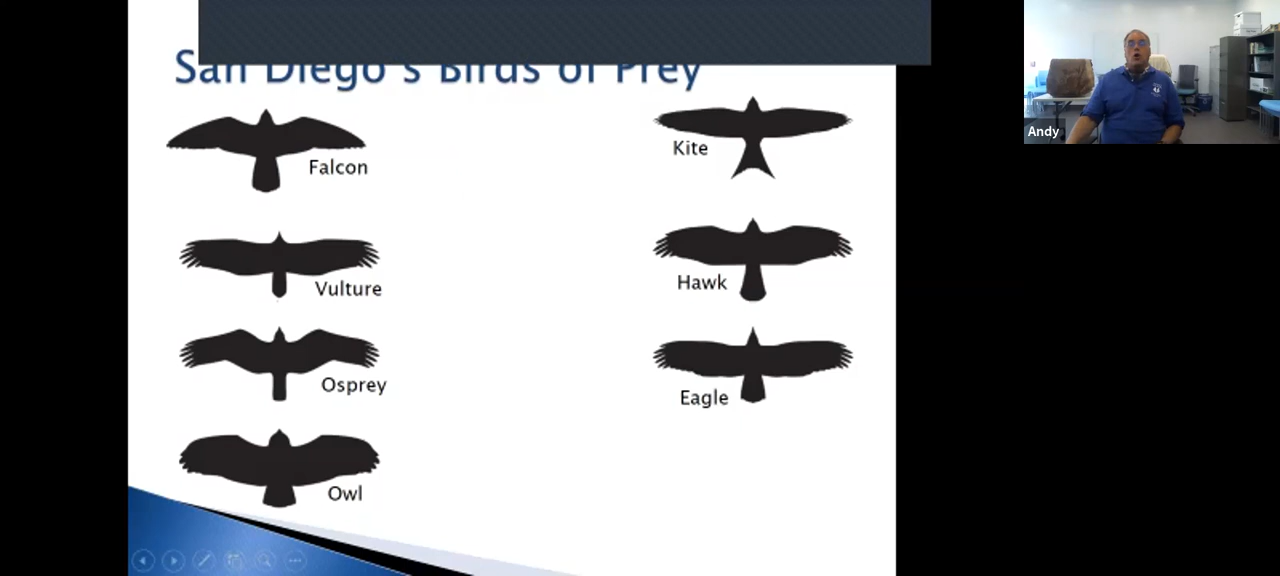 San Diego's Birds of Prey
Falcon
Kite
Vulture
Hawk
Osprey
Eagle
Owl
Andy